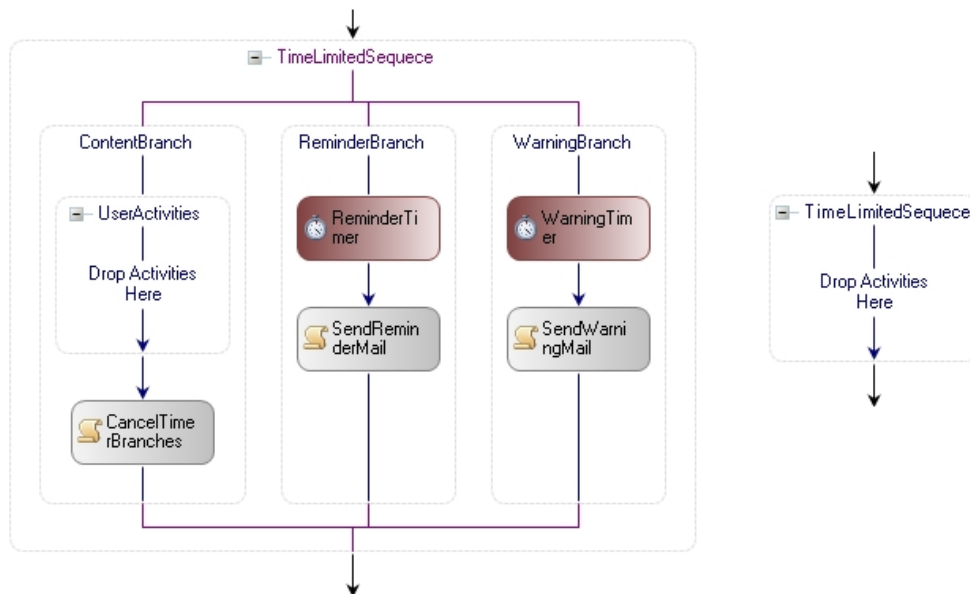 TimeLimitedSequece
ContentBranch
ReminderBranch
WarningBranch
UserActivities
Drop Activities
Here
CancelTime
rBranches
ReminderTi
mer
SendRemin
derMail
WarningTim
er
SendWarni
ngMail
TimeLimitedSequece
Drop Activities
Here